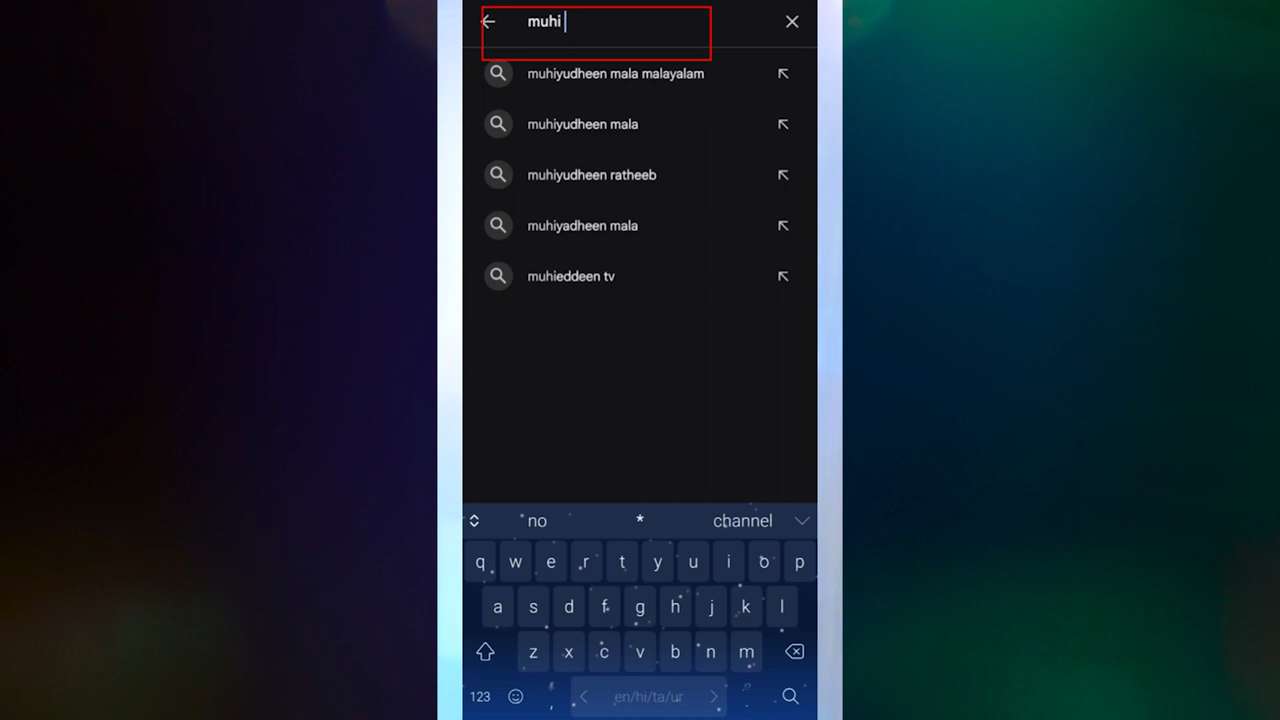 muhi
muhiyudheen mala malayalam
muhiyudheen mala
muhiyudheen ratheeb
muhiyadheen mala
muhieddeen tv
no * channel
q w e r t y u i o p
a s d f g h j k l
z x c v b n m
123 , en/hi/ta/ur .